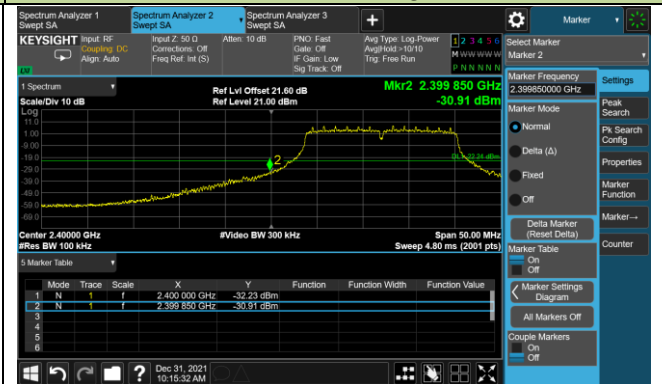 Spectrum Analyzer 1
Swept SA
Spectrum Analyzer 2
Swept SA
Spectrum Analyzer 3
Swept SA
Marker
KEYSIGHT
Input: RF
Coupling: DC
Align: Auto
Input Z: 50 Ω
Corrections: Off
Freq Ref: Int (S)
Atten: 10 dB
PNO: Fast
Gate: Off
IF Gain: Low
Sig Track: Off
Avg Type: Log-Power
Avg|Hold:>10/10
Trig: Free Run
1 2 3 4 5 6
M W W W W W
P N N N N N
LXI
1 Spectrum
Scale/Div 10 dB
Log
Ref Lvl Offset 21.60 dB
Ref Level 21.00 dBm
Mkr2 2.399 850 GHz
-30.91 dBm
11.0
1.00
-9.00
-19.0
-29.0
-39.0
-49.0
-59.0
-69.0
2
Center 2.40000 GHz
#Res BW 100 kHz
#Video BW 300 kHz
Span 50.00 MHz
Sweep 4.80 ms (2001 pts)
5 Marker Table
Mode Trace Scale X Y Function Function Width Function Value
1 N 1 f 2.400 000 GHz -32.23 dBm
2 N 1 f 2.399 850 GHz -30.91 dBm
3
4
5
6
Dec 31, 2021
10:15:32 AM
Select Marker
Marker 2
Marker Frequency
2.399850000 GHz
Marker Mode
Normal
Delta (Δ)
Fixed
Off
Delta Marker
(Reset Delta)
Marker Table
On
Off
Marker Settings
Diagram
All Markers Off
Couple Markers
On
Off
Settings
Peak
Search
Pk Search
Config
Properties
Marker
Function
Marker→
Counter